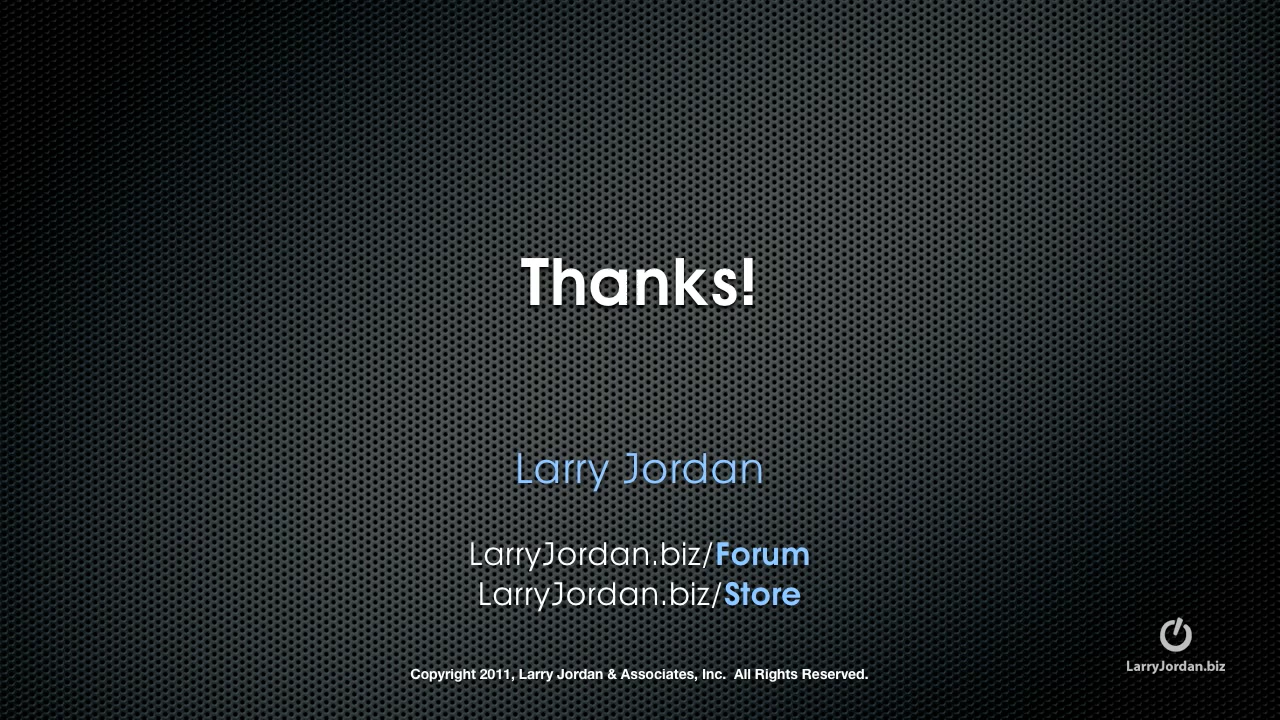 Thanks!
Larry Jordan
LarryJordan.biz/Forum
LarryJordan.biz/Store
Copyright 2011, Larry Jordan & Associates, Inc.  All Rights Reserved.
LarryJordan.biz